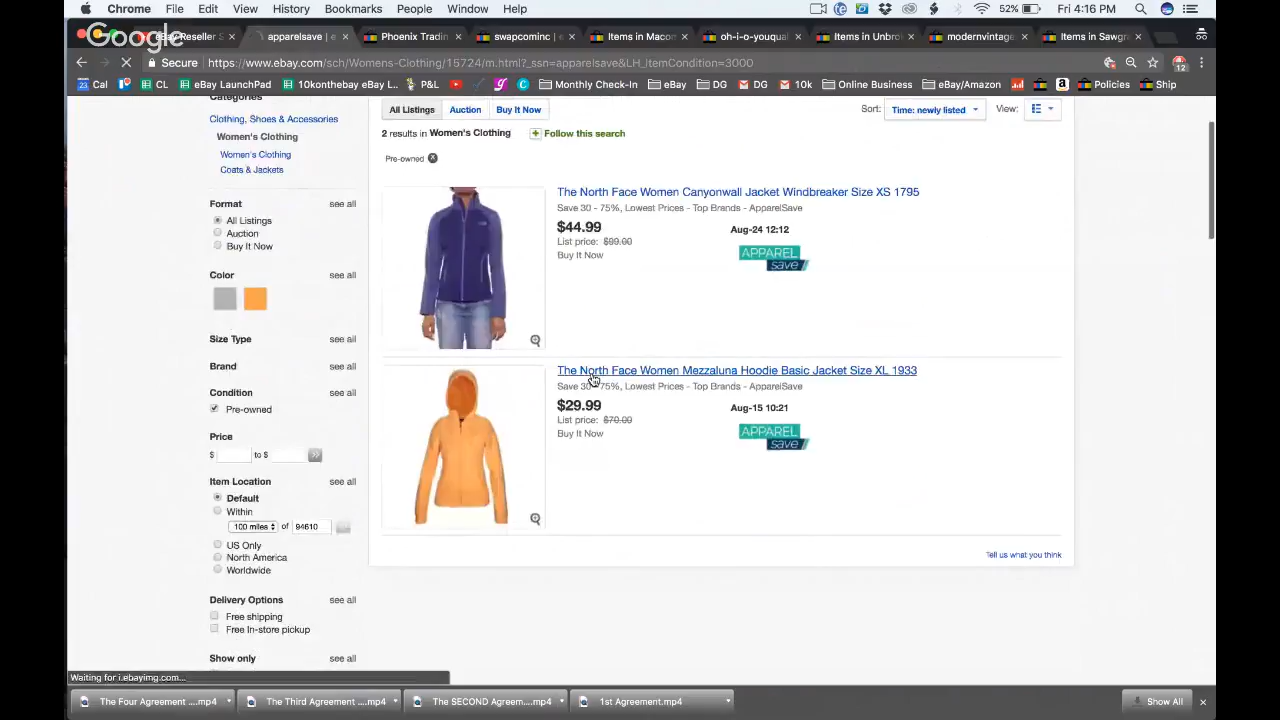 Chrome File Edit View History Bookmarks People Window Help 52% Fri 4:16 PM
Google
eBay Reseller S apparelsave | e Phoenix Tradin swapcominc | e Items in Macom oh-i-o-youqual Items in Unbro modernvintage Items in Sawgra
Secure https://www.ebay.com/sch/Womens-Clothing/15724/m.html?_ssn=apparelsave&LH_ItemCondition=3000 12
23 Cal CL eBay LaunchPad 10konthebay eBay L P&L Monthly Check-In eBay DG DG 10k Online Business eBay/Amazon Policies Ship
Categories
Clothing, Shoes & Accessories
Women's Clothing
Women's Clothing
Coats & Jackets
Format see all
All Listings
Auction
Buy It Now
Color see all
Size Type see all
Brand see all
Condition see all
Pre-owned
Price
$ to $
Item Location see all
Default
Within
100 miles of 94610
US Only
North America
Worldwide
Delivery Options see all
Free shipping
Free In-store pickup
Show only see all
All Listings Auction Buy It Now Sort: Time: newly listed View:
2 results in Women's Clothing Follow this search
Pre-owned
The North Face Women Canyonwall Jacket Windbreaker Size XS 1795
Save 30 - 75%, Lowest Prices - Top Brands - ApparelSave
$44.99 Aug-24 12:12
List price: $99.00
Buy It Now
APPAREL
save
The North Face Women Mezzaluna Hoodie Basic Jacket Size XL 1933
Save 30 - 75%, Lowest Prices - Top Brands - ApparelSave
$29.99 Aug-15 10:21
List price: $70.00
Buy It Now
APPAREL
save
Tell us what you think
Waiting for i.ebayimg.com...
The Four Agreement ....mp4 The Third Agreement ....mp4 The SECOND Agreem....mp4 1st Agreement.mp4 Show All